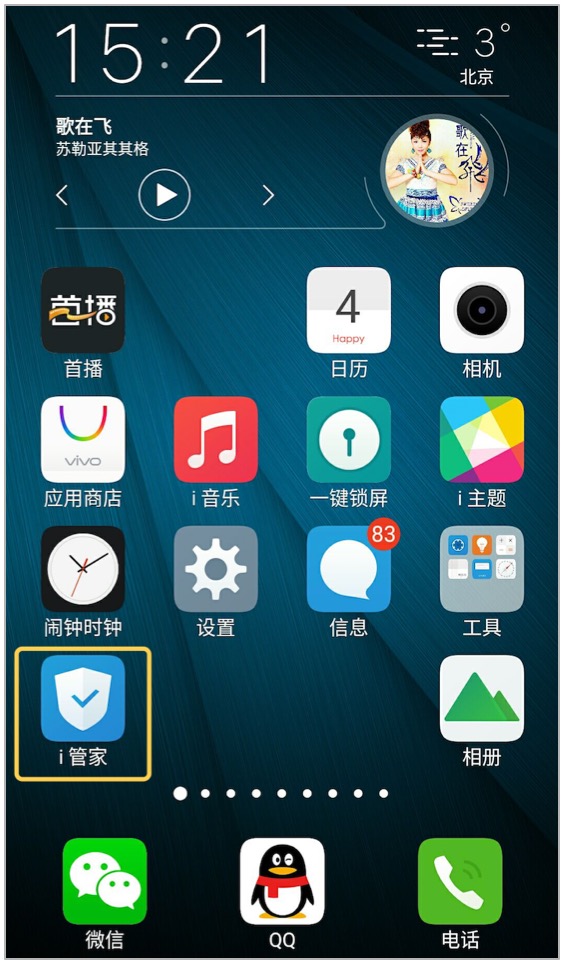 15:21
3°
北京
歌在飞
苏勒亚其其格
歌在飞
首播
4
Happy
首播
日历
相机
vivo
应用商店
i 音乐
一键锁屏
i 主题
83
闹钟时钟
设置
信息
工具
i 管家
相册
微信
QQ
电话